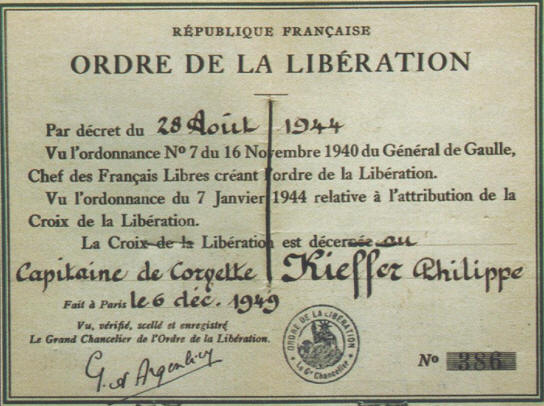 RÉPUBLIQUE FRANÇAISE
ORDRE DE LA LIBÉRATION
Par décret du 28 Août 1944
Vu l'ordonnance Nº 7 du 16 Novembre 1940 du Général de Gaulle,
Chef des Français Libres créant l'ordre de la Libération.
Vu l'ordonnance du 7 Janvier 1944 relative à l'attribution de la
Croix de la Libération.
La Croix de la Libération est décernée au
Capitaine de Corvette Kieffer Philippe
Fait à Paris le 6 déc. 1949
Vu, vérifié, scellé et enregistré
Le Grand Chancelier de l'Ordre de la Libération.
G. d'Argenlieu
ORDRE DE LA LIBÉRATION
Le Gd Chancelier
Nº 386